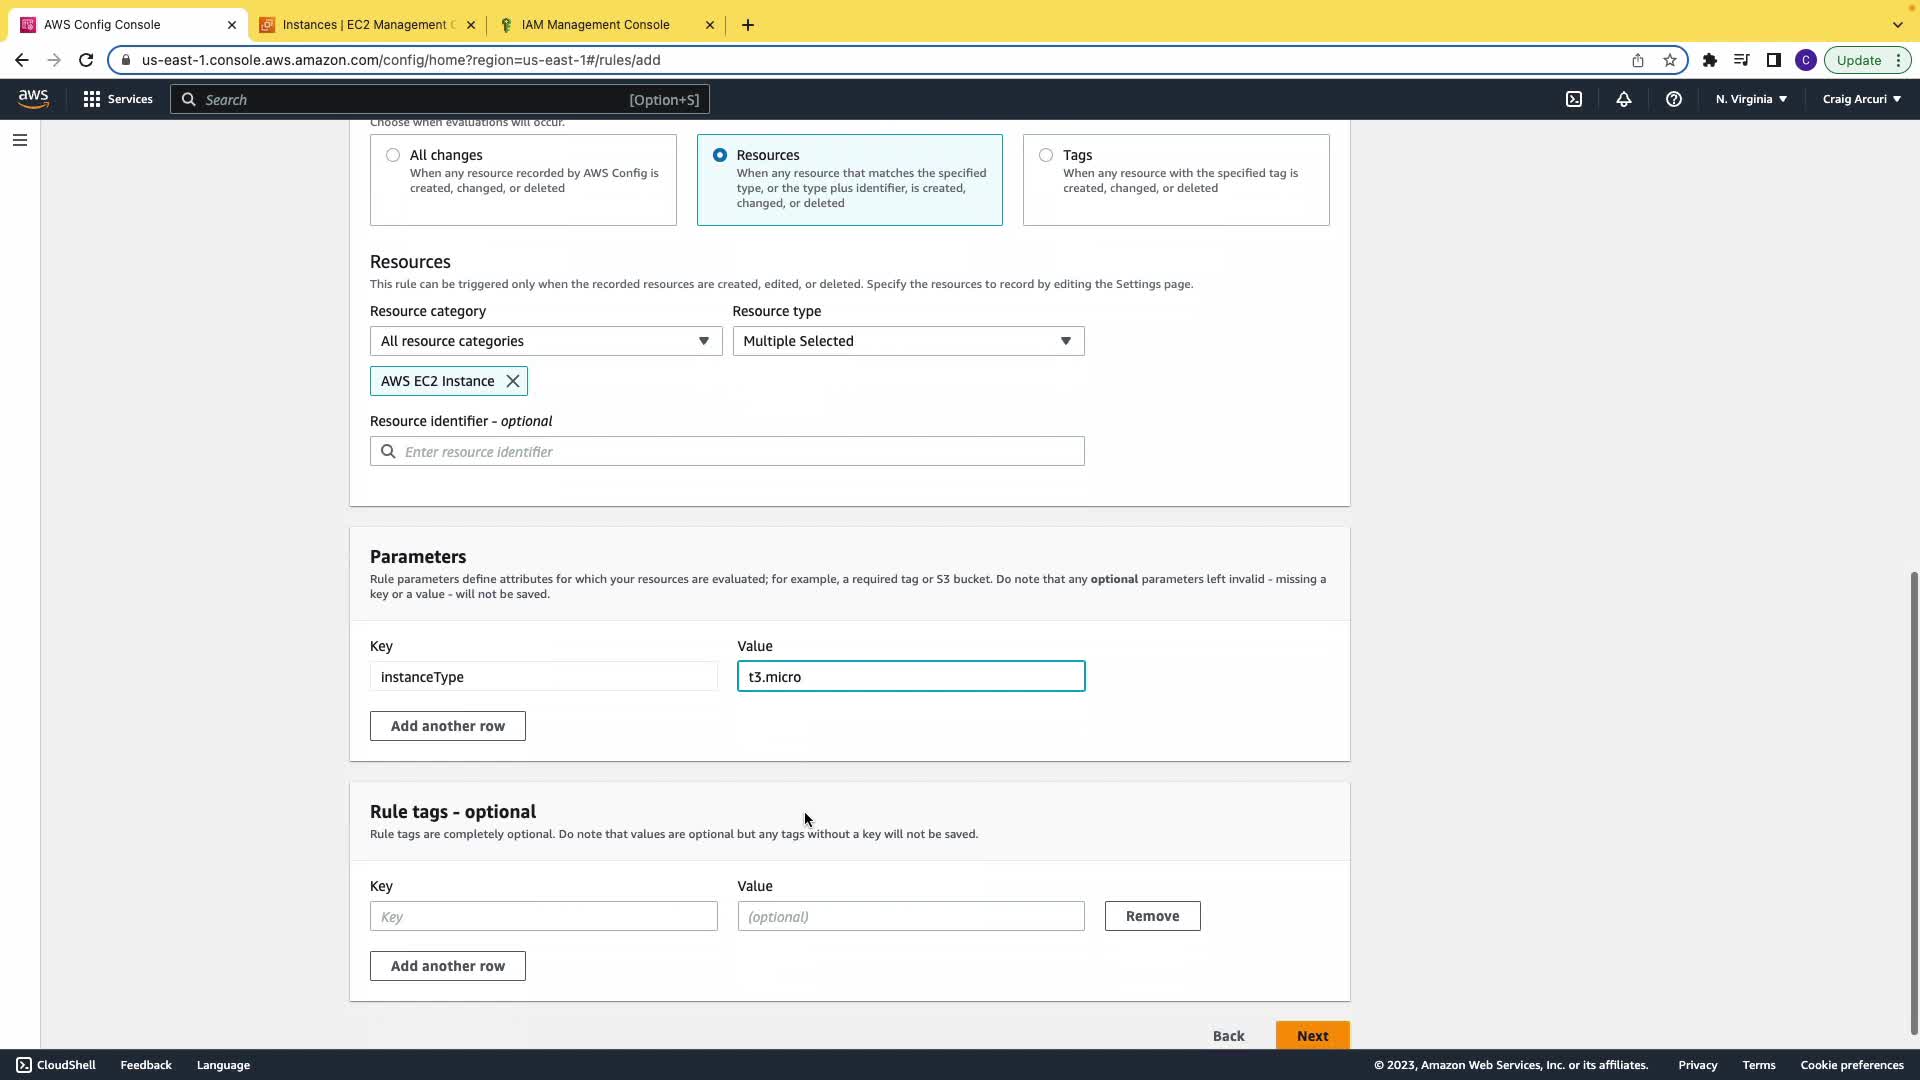 AWS Config Console
Instances | EC2 Management C
IAM Management Console
us-east-1.console.aws.amazon.com/config/home?region=us-east-1#/rules/add
C
Update
aws
Services
Search
[Option+S]
N. Virginia
Craig Arcuri
Choose when evaluations will occur.
All changes
When any resource recorded by AWS Config is
created, changed, or deleted
Resources
When any resource that matches the specified
type, or the type plus identifier, is created,
changed, or deleted
Tags
When any resource with the specified tag is
created, changed, or deleted
Resources
This rule can be triggered only when the recorded resources are created, edited, or deleted. Specify the resources to record by editing the Settings page.
Resource category
Resource type
All resource categories
Multiple Selected
AWS EC2 Instance
Resource identifier - optional
Enter resource identifier
Parameters
Rule parameters define attributes for which your resources are evaluated; for example, a required tag or S3 bucket. Do note that any optional parameters left invalid - missing a
key or a value - will not be saved.
Key
Value
instanceType
t3.micro
Add another row
Rule tags - optional
Rule tags are completely optional. Do note that values are optional but any tags without a key will not be saved.
Key
Value
Key
(optional)
Remove
Add another row
Back
Next
CloudShell
Feedback
Language
© 2023, Amazon Web Services, Inc. or its affiliates.
Privacy
Terms
Cookie preferences